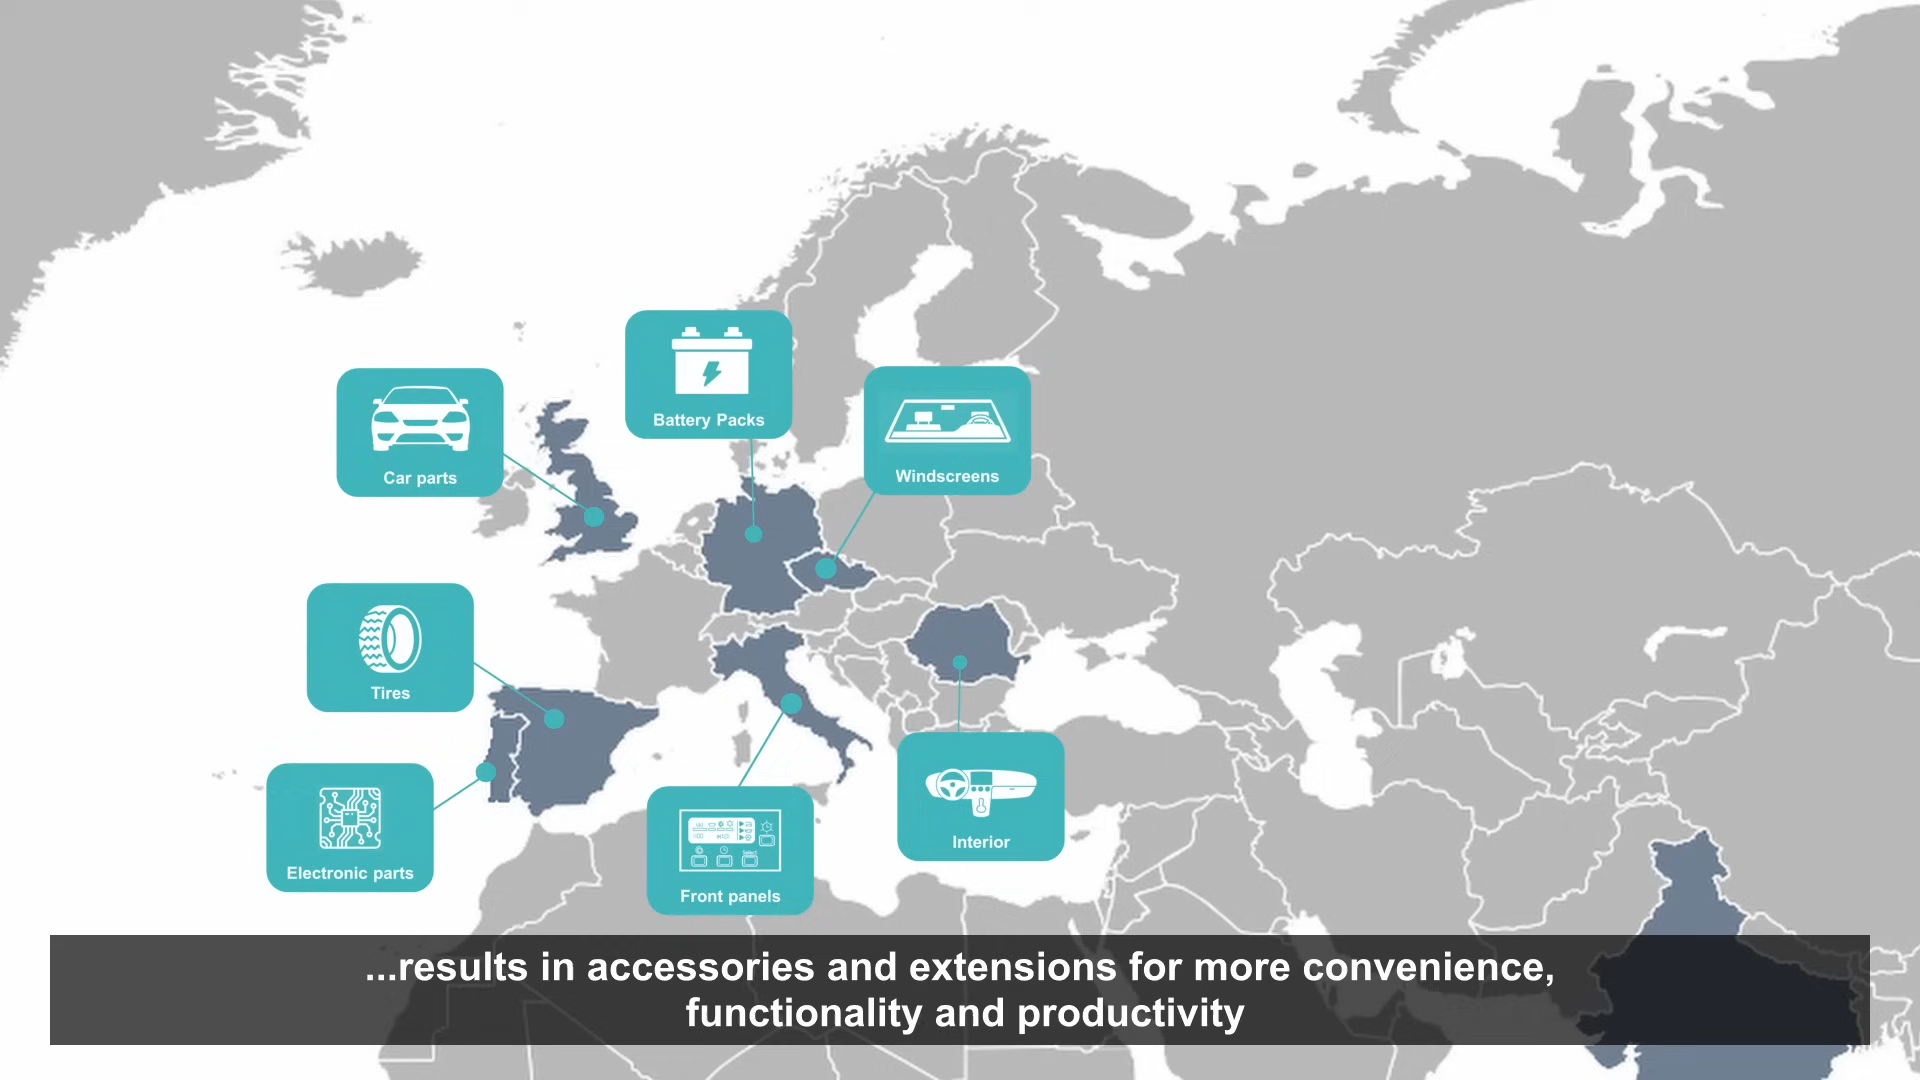 Battery Packs
Car parts
Windscreens
Tires
Electronic parts
Front panels
Select
Interior
...results in accessories and extensions for more convenience,
functionality and productivity